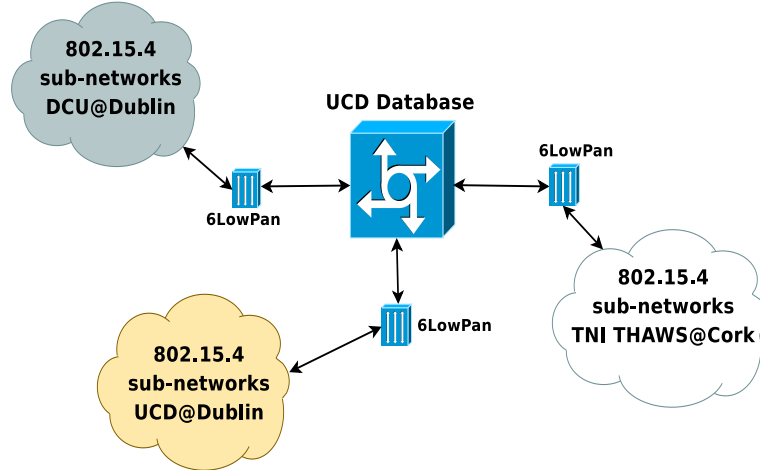 802.15.4
sub-networks
DCU@Dublin
UCD Database
6LowPan
6LowPan
802.15.4
sub-networks
TNI THAWS@Cork
6LowPan
802.15.4
sub-networks
UCD@Dublin